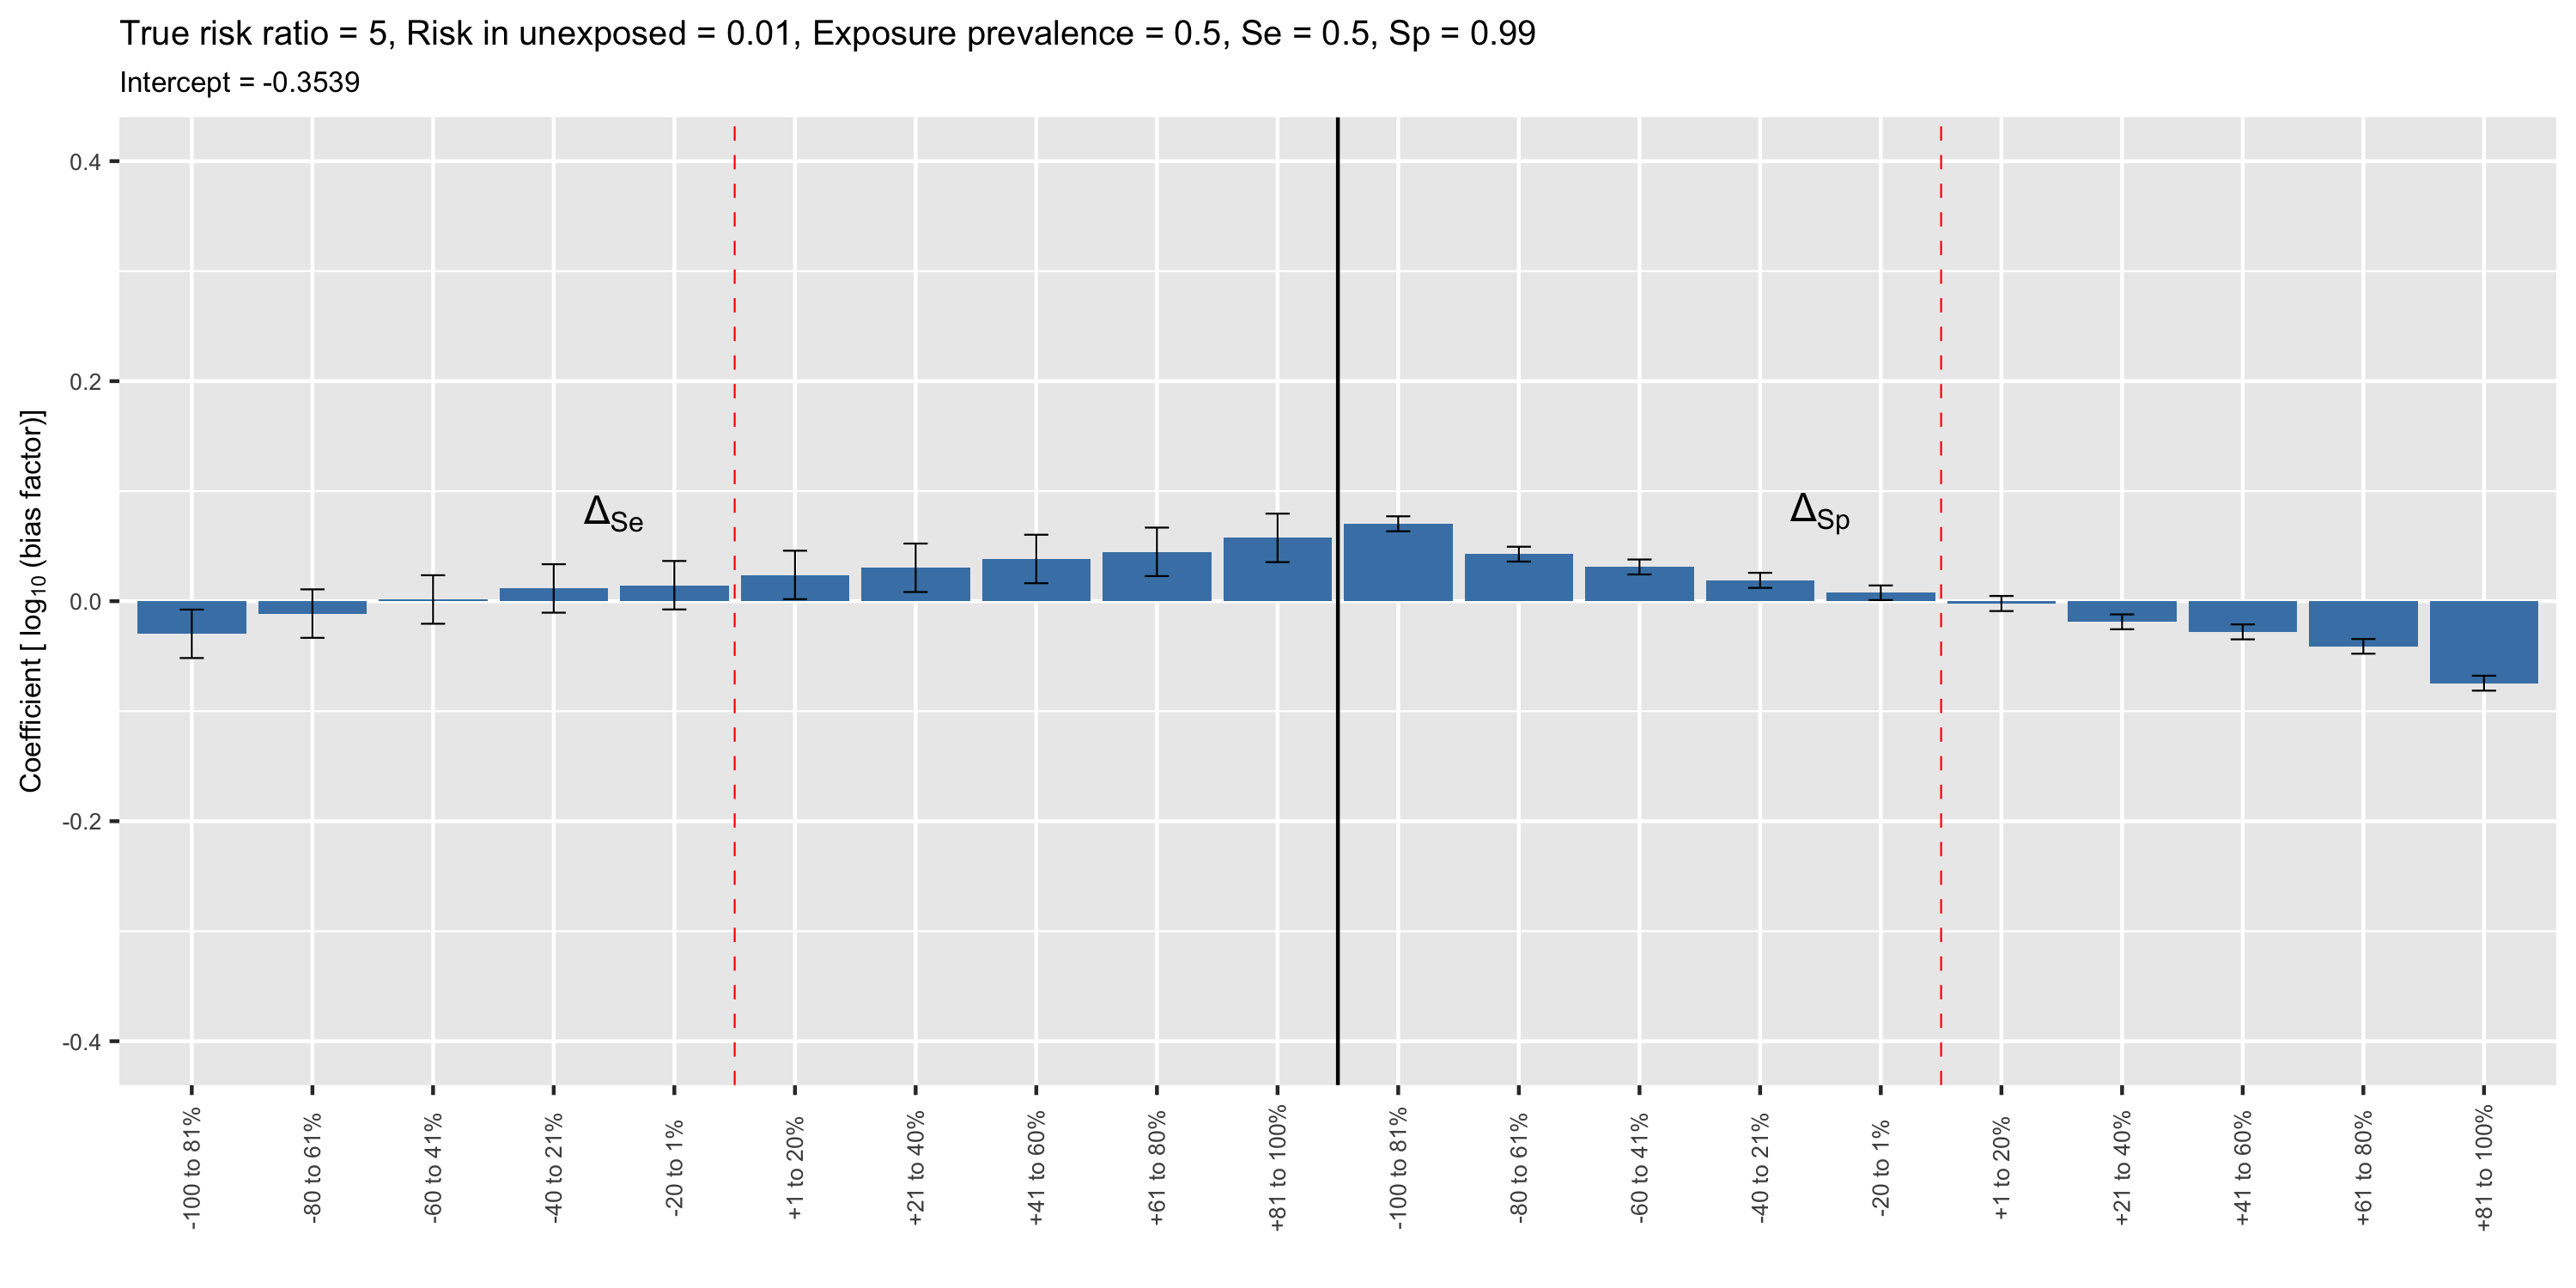 True risk ratio = 5, Risk in unexposed = 0.01, Exposure prevalence = 0.5, Se = 0.5, Sp = 0.99
Intercept = -0.3539
Coefficient [ log10 (bias factor)]
0.4
0.2
0.0
-0.2
-0.4
ΔSe
ΔSp
-100 to 81%
-80 to 61%
-60 to 41%
-40 to 21%
-20 to 1%
+1 to 20%
+21 to 40%
+41 to 60%
+61 to 80%
+81 to 100%
-100 to 81%
-80 to 61%
-60 to 41%
-40 to 21%
-20 to 1%
+1 to 20%
+21 to 40%
+41 to 60%
+61 to 80%
+81 to 100%